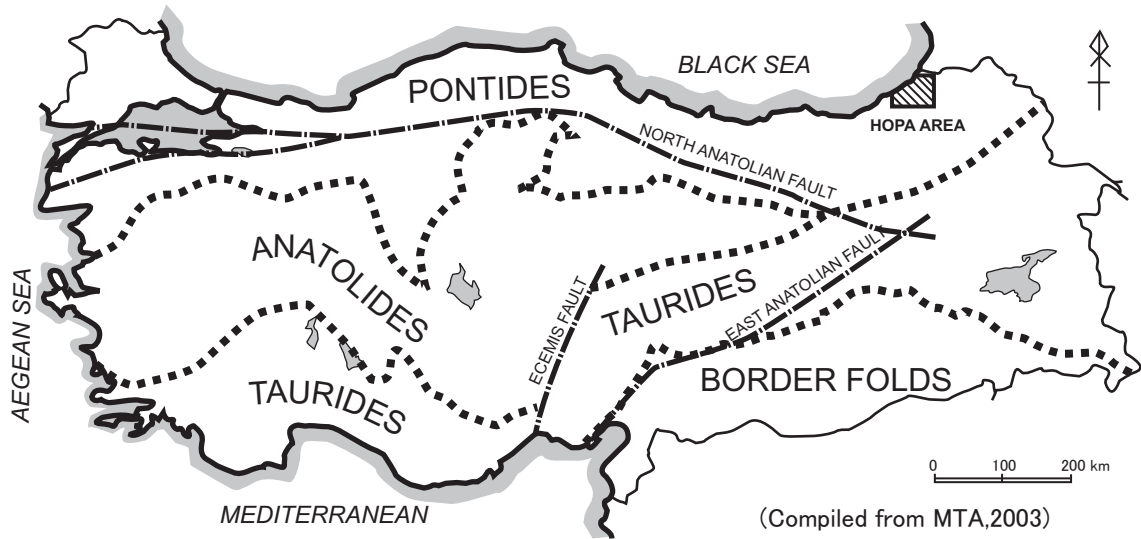 BLACK SEA
PONTIDES
HOPA AREA
NORTH ANATOLIAN FAULT
ANATOLIDES
AEGEAN SEA
ECEMIS FAULT
TAURIDES
EAST ANATOLIAN FAULT
BORDER FOLDS
TAURIDES
0 100 200 km
MEDITERRANEAN
(Compiled from MTA,2003)